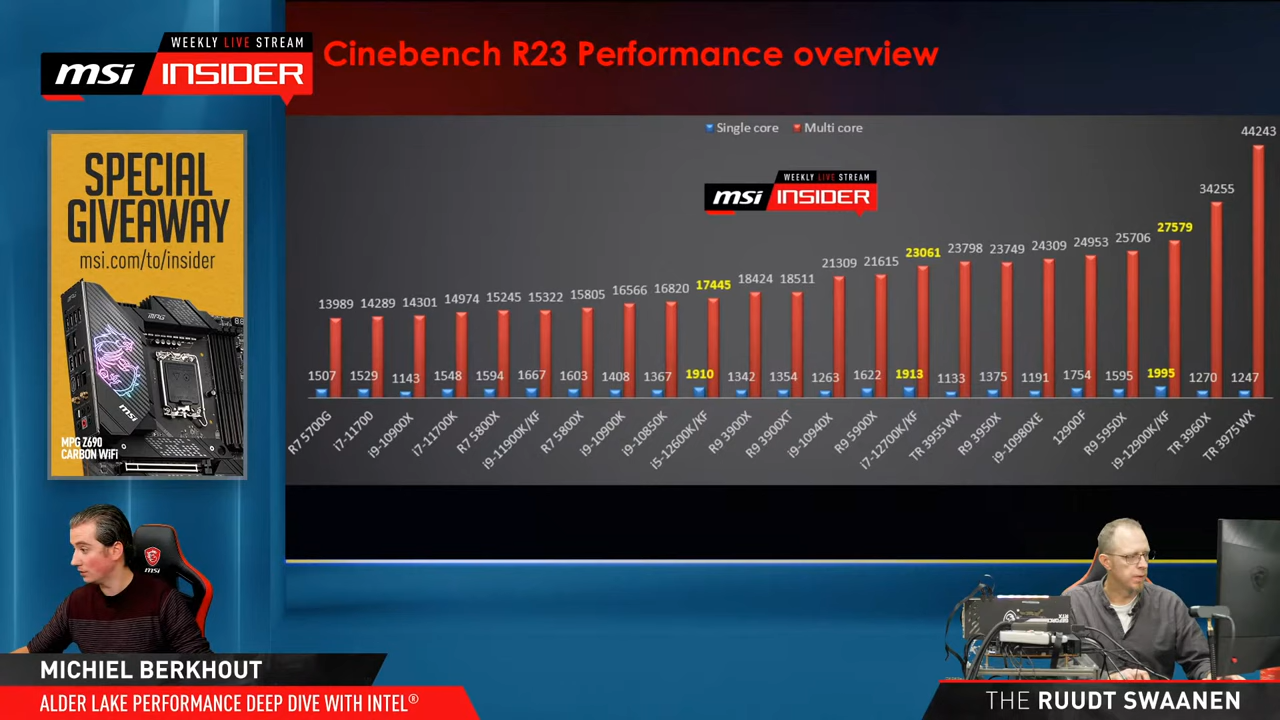 WEEKLY LIVE STREAM
msi INSIDER
Cinebench R23 Performance overview
SPECIAL
GIVEAWAY
msi.com/to/insider
MPG
msi
MPG Z690
CARBON WiFi
Single core Multi core
WEEKLY LIVE STREAM
msi INSIDER
13989 14289 14301 14974 15245 15322 15805 16566 16820 17445 18424 18511 21309 21615 23061 23798 23749 24309 24953 25706 27579 34255 44243
1507 1529 1143 1548 1594 1667 1603 1408 1367 1910 1342 1354 1263 1622 1913 1133 1375 1191 1754 1595 1995 1270 1247
R7 5700G i7-11700 i9-10900X i7-11700K R7 5800X i9-11900K/KF R7 5800X i9-10900K i9-10850K i5-12600K/KF R9 3900X R9 3900XT i9-10940X R9 5900X i7-12700K/KF TR 3955WX R9 3950X i9-10980XE 12900F R9 5950X i9-12900K/KF TR 3960X TR 3975WX
msi
GEFORCE RTX
MICHIEL BERKHOUT
ALDER LAKE PERFORMANCE DEEP DIVE WITH INTEL®
THE RUUDT SWAANEN